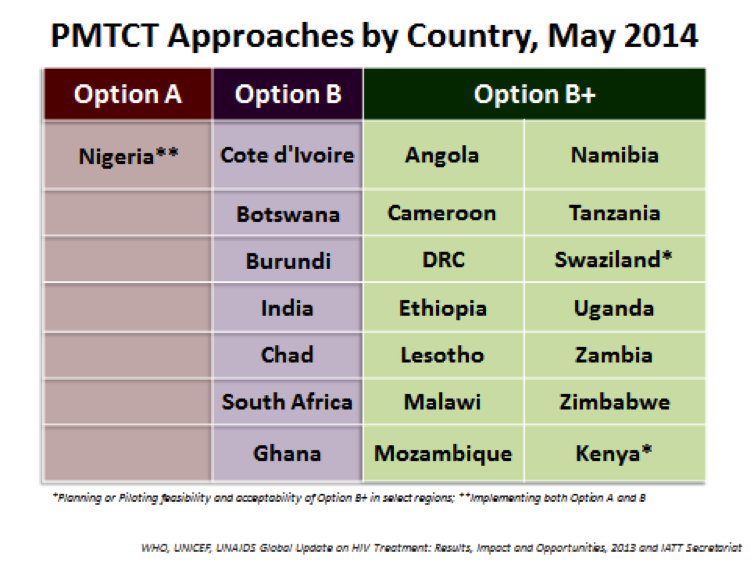 PMTCT Approaches by Country, May 2014
Option A Option B Option B+
Nigeria** Cote d'Ivoire Angola Namibia
Botswana Cameroon Tanzania
Burundi DRC Swaziland*
India Ethiopia Uganda
Chad Lesotho Zambia
South Africa Malawi Zimbabwe
Ghana Mozambique Kenya*
*Planning or Piloting feasibility and acceptability of Option B+ in select regions; **Implementing both Option A and B
WHO, UNICEF, UNAIDS Global Update on HIV Treatment: Results, Impact and Opportunities, 2013 and IATT Secretariat